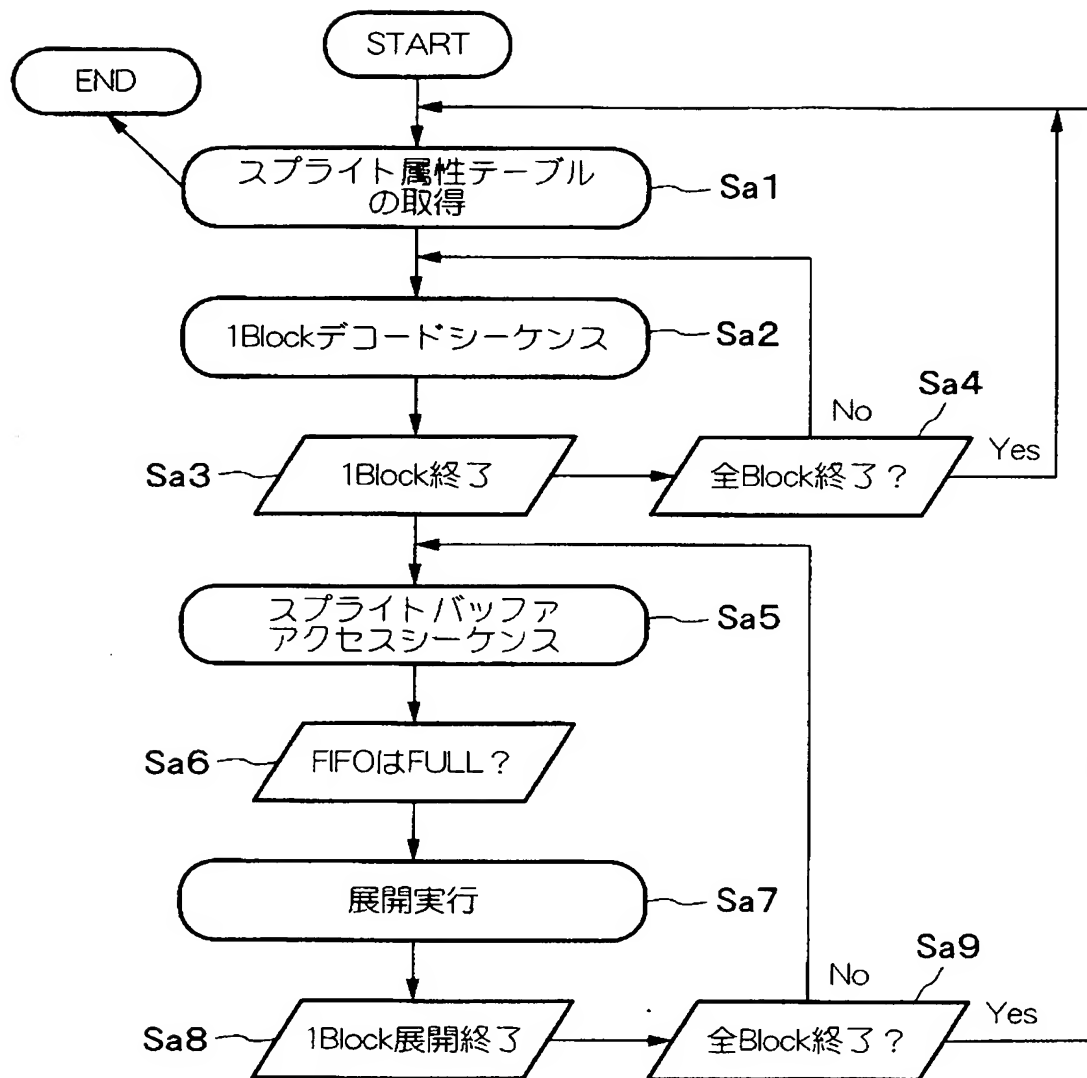 START
END
スプライト属性テーブル
の取得
Sa1
1Blockデコードシーケンス
Sa2
Sa4
No
Yes
Sa3
1Block終了
全Block終了？
スプライトバッファ
アクセスシーケンス
Sa5
Sa6
FIFOはFULL？
展開実行
Sa7
Sa9
No
Yes
Sa8
1Block展開終了
全Block終了？